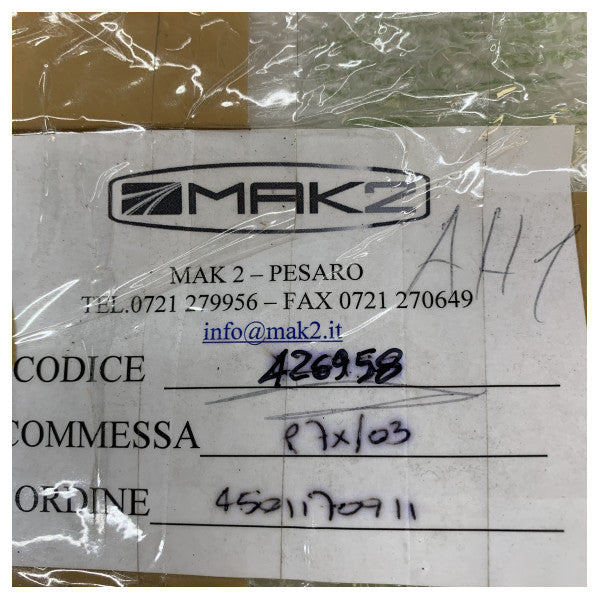 MAK2
AH1
MAK 2 – PESARO
TEL.0721 279956 – FAX 0721 270649
info@mak2.it
CODICE 426958
COMMESSA P7x/03
ORDINE 4501170911